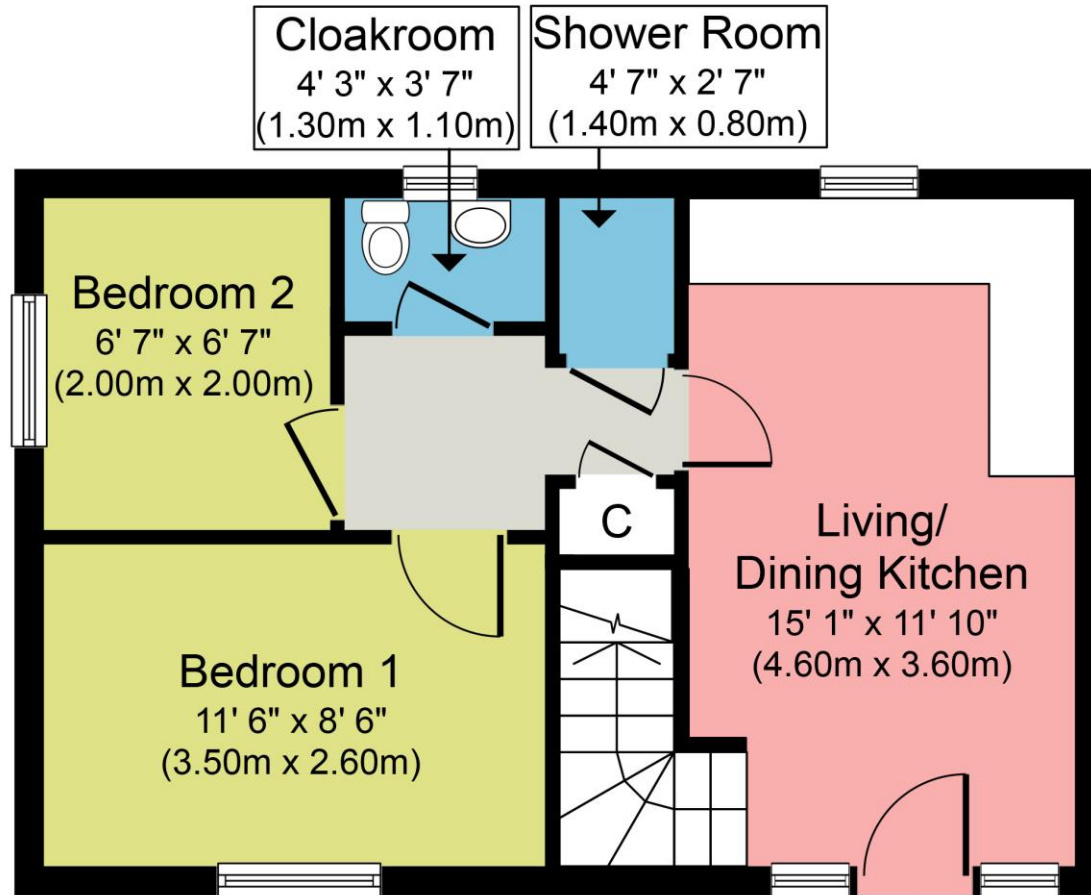 Cloakroom
4' 3" x 3' 7"
(1.30m x 1.10m)
Shower Room
4' 7" x 2' 7"
(1.40m x 0.80m)
Bedroom 2
6' 7" x 6' 7"
(2.00m x 2.00m)
C
Living/
Dining Kitchen
15' 1" x 11' 10"
(4.60m x 3.60m)
Bedroom 1
11' 6" x 8' 6"
(3.50m x 2.60m)